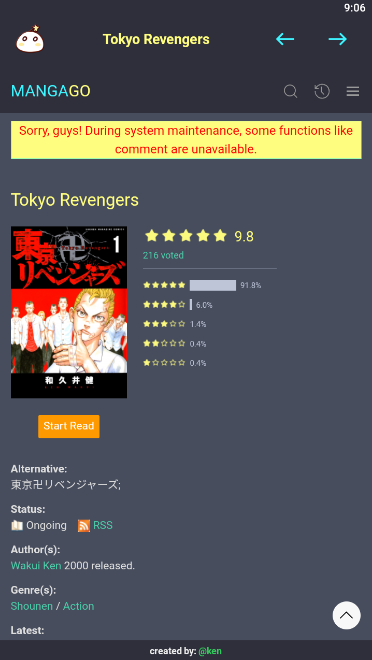 9:06
Tokyo Revengers
MANGAGO
Sorry, guys! During system maintenance, some functions like
comment are unavailable.
Tokyo Revengers
東京卍
リベンジャーズ
1
和久井健
9.8
216 voted
91.8%
6.0%
1.4%
0.4%
0.4%
Start Read
Alternative:
東京卍リベンジャーズ;
Status:
Ongoing RSS
Author(s):
Wakui Ken 2000 released.
Genre(s):
Shounen / Action
Latest:
created by: @ken